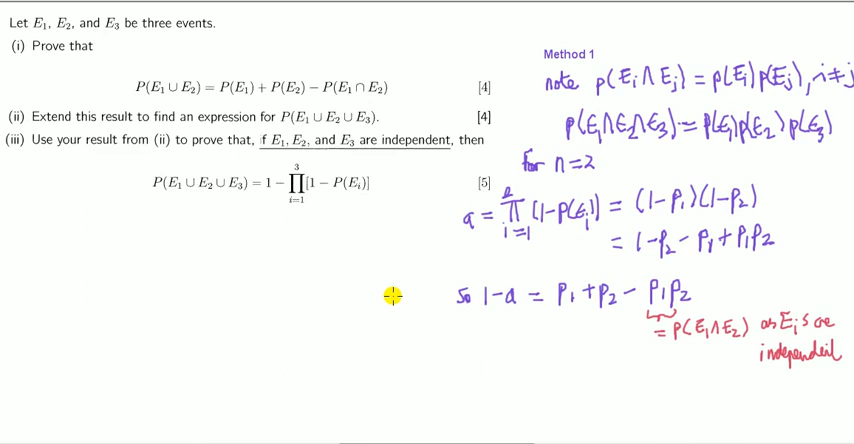 Let E₁, E₂, and E₃ be three events.
(i) Prove that
P(E₁ ∪ E₂) = P(E₁) + P(E₂) − P(E₁ ∩ E₂) [4]
(ii) Extend this result to find an expression for P(E₁ ∪ E₂ ∪ E₃). [4]
(iii) Use your result from (ii) to prove that, if E₁, E₂, and E₃ are independent, then
P(E₁ ∪ E₂ ∪ E₃) = 1 − ∏_{i=1}^{3} [1 − P(Eᵢ)] [5]
Method 1
note p(Eᵢ ∧ Eⱼ) = p(Eᵢ) p(Eⱼ), i ≠ j
p(E₁ ∧ E₂ ∧ E₃) = p(E₁) p(E₂) p(E₃)
for n = 2
a = ∏_{i=1}^{2} [1 − p(Eᵢ)] = (1 − p₁)(1 − p₂)
= 1 − p₂ − p₁ + p₁p₂
so 1 − a = p₁ + p₂ − p₁p₂
= p(E₁ ∧ E₂) as Eᵢs are
independent